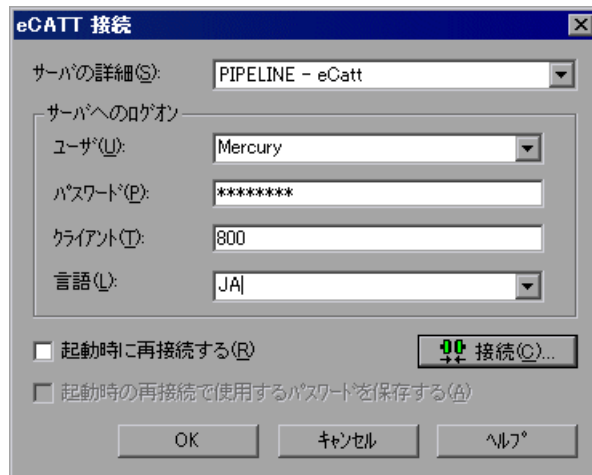 eCATT 接続
サーバの詳細(S): PIPELINE - eCatt
サーバへのログオン
ユーザ(U): Mercury
パスワード(P): ********
クライアント(T): 800
言語(L): JA
起動時に再接続する(R) 接続(C)...
起動時の再接続で使用するパスワードを保存する(A)
OK キャンセル ヘルプ